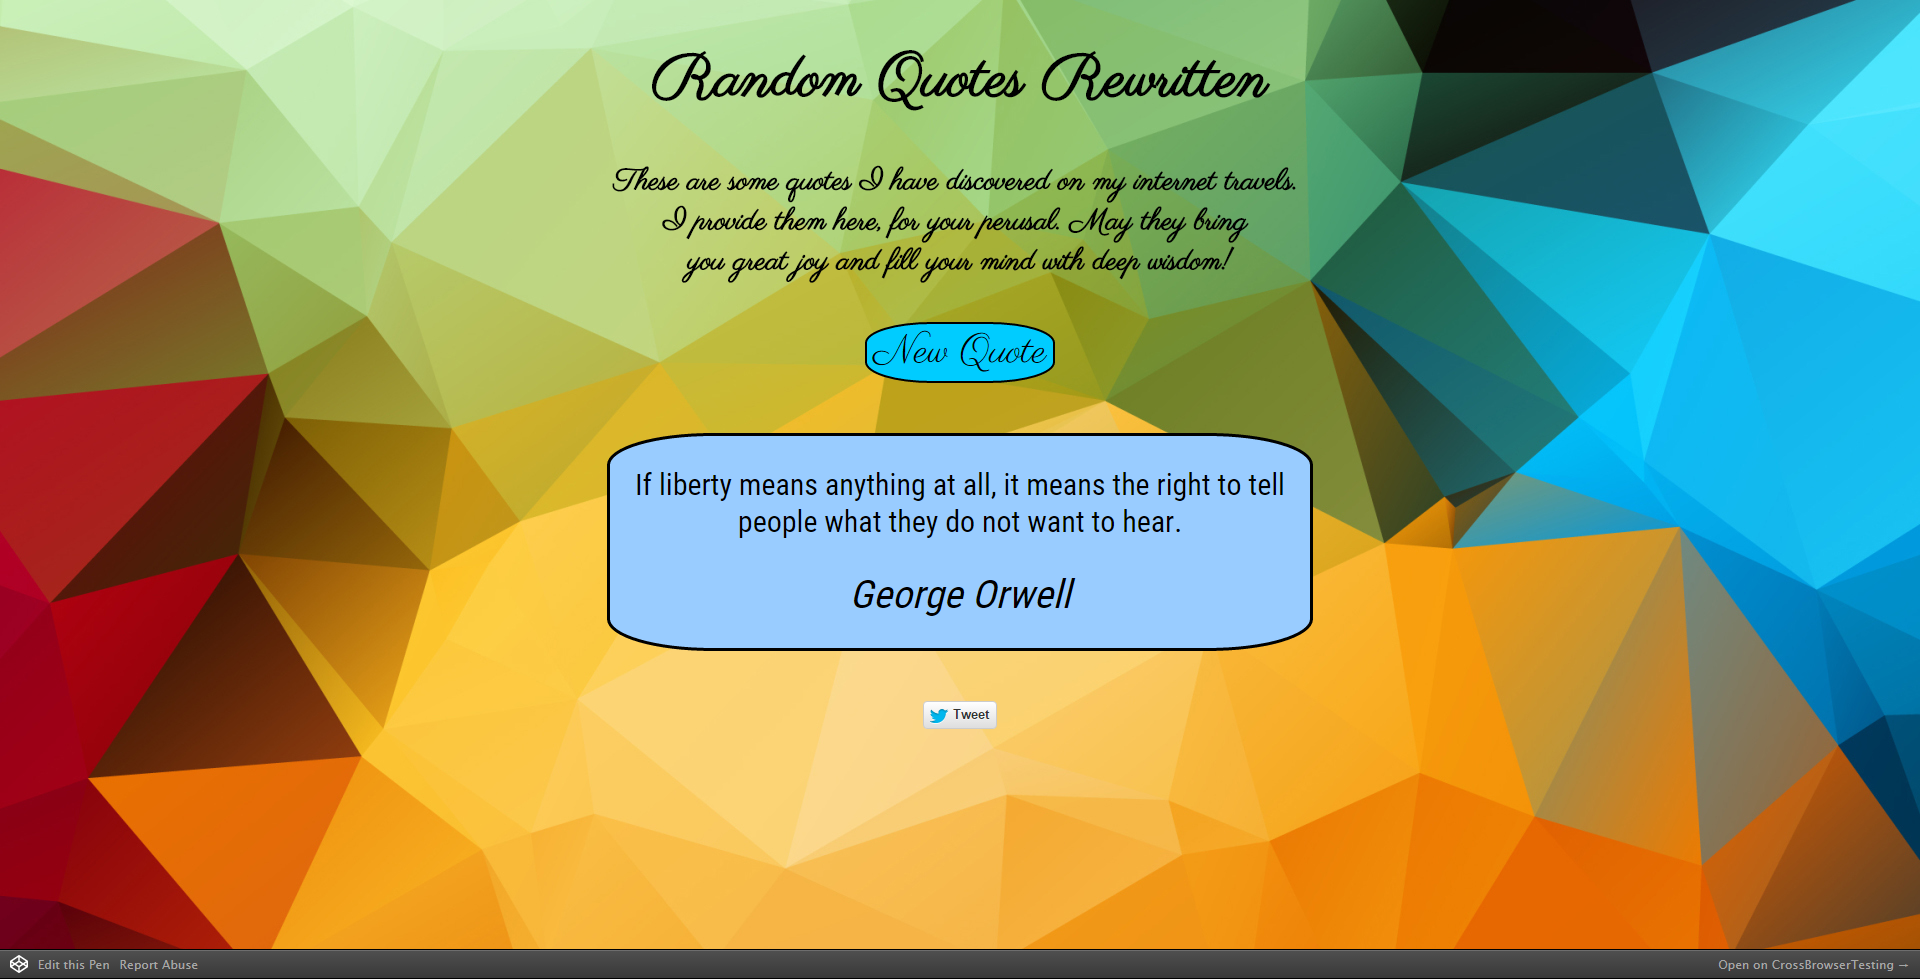 Random Quotes Rewritten
These are some quotes I have discovered on my internet travels.
I provide them here, for your perusal. May they bring
you great joy and fill your mind with deep wisdom!
New Quote
If liberty means anything at all, it means the right to tell
people what they do not want to hear.
George Orwell
Tweet
Edit this Pen Report Abuse
Open on CrossBrowserTesting →